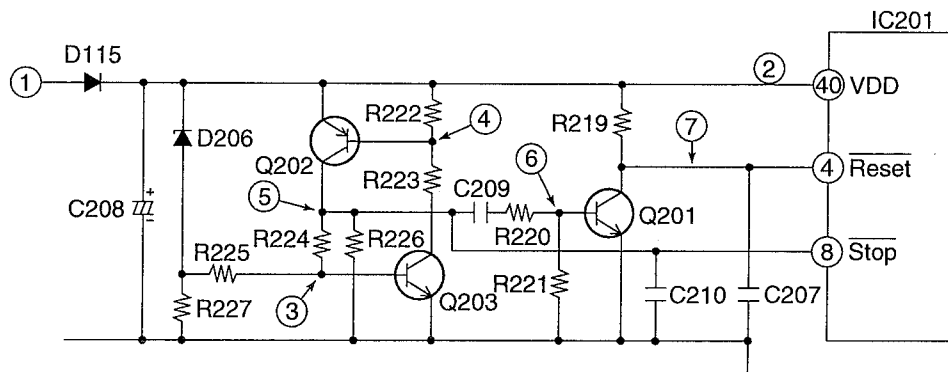 IC201
D115
1
2
40 VDD
R222
4
R219
7
D206
Q202
6
4 Reset
R223
C209
5
C208
Q201
R224
R226
R220
8 Stop
R225
R221
3
Q203
C210
C207
R227
+
-